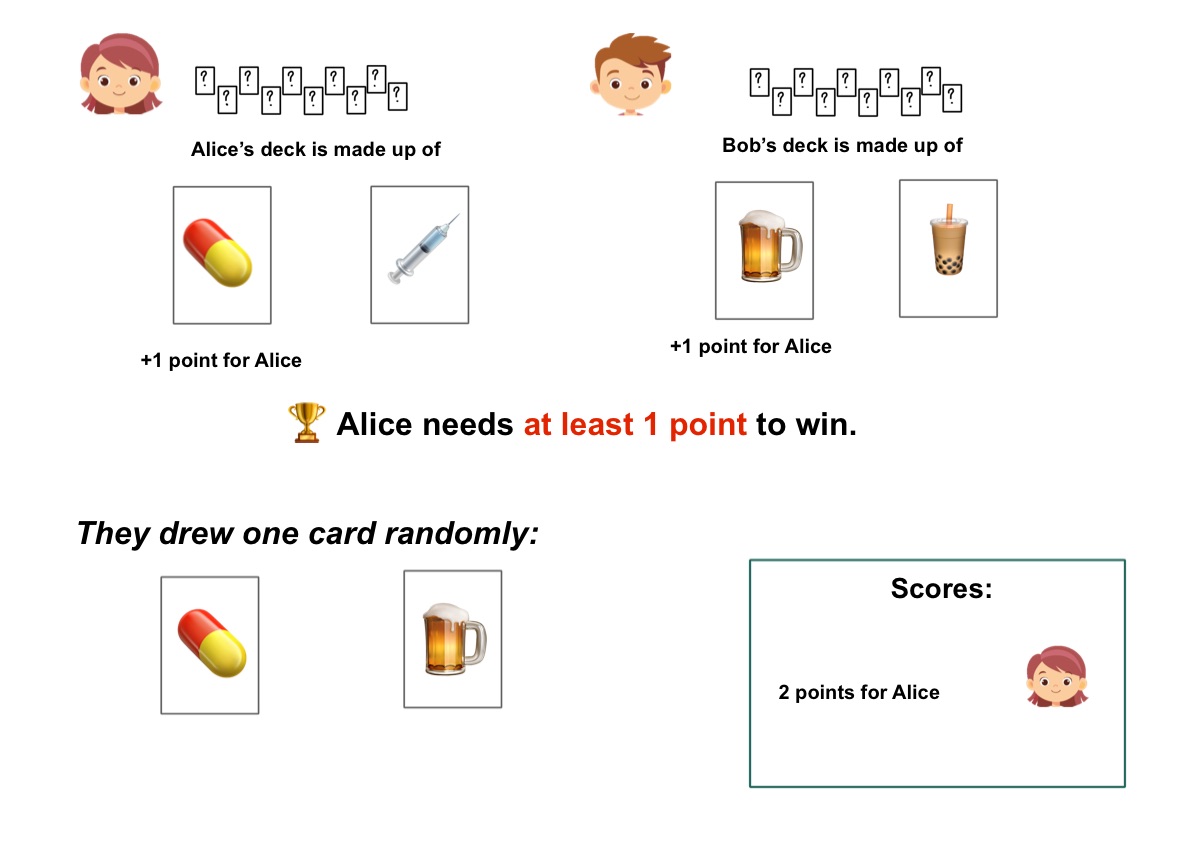 ? ? ? ? ? ? ? ? ? ?
? ? ? ? ? ? ? ? ? ?
Alice’s deck is made up of
Bob’s deck is made up of
+1 point for Alice
+1 point for Alice
Alice needs at least 1 point to win.
They drew one card randomly:
Scores:
2 points for Alice